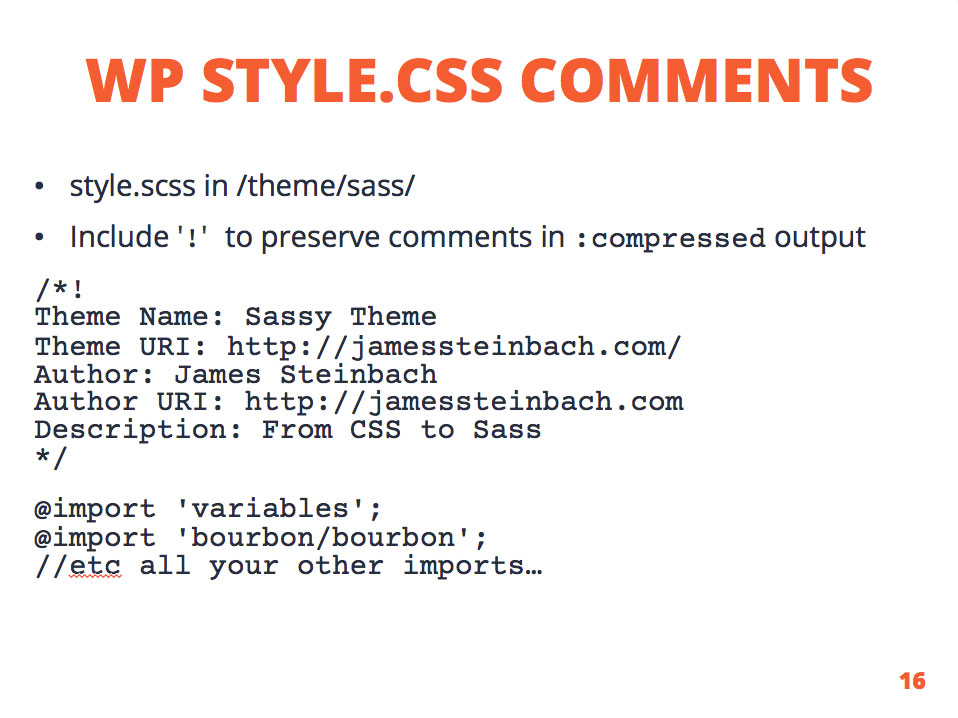 WP STYLE.CSS COMMENTS
• style.scss in /theme/sass/
• Include '!' to preserve comments in :compressed output
/*!
Theme Name: Sassy Theme
Theme URI: http://jamessteinbach.com/
Author: James Steinbach
Author URI: http://jamessteinbach.com
Description: From CSS to Sass
*/
@import 'variables';
@import 'bourbon/bourbon';
//etc all your other imports…
16